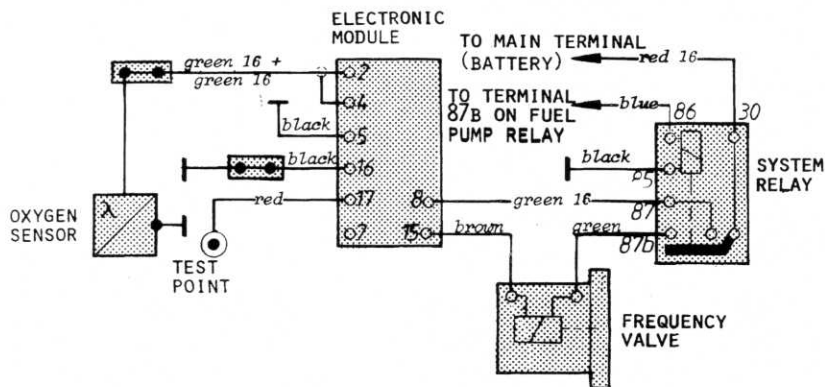 ELECTRONIC
MODULE
TO MAIN TERMINAL
(BATTERY)
red 16
green 16 +
green 16
2
4
TO TERMINAL
87B ON FUEL
PUMP RELAY
blue
86
30
black
5
black
85
SYSTEM
RELAY
black
16
λ
OXYGEN
SENSOR
red
17
8
green 16
87
TEST
POINT
7
15
brown
green
87b
FREQUENCY
VALVE